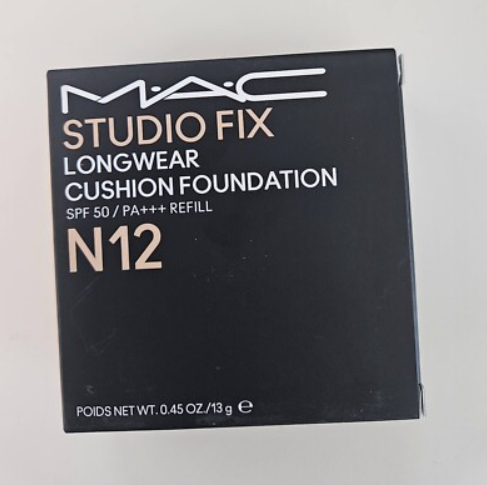 M·A·C
STUDIO FIX
LONGWEAR
CUSHION FOUNDATION
SPF 50 / PA+++ REFILL
N12
POIDS NET WT. 0.45 OZ./13 g ℮